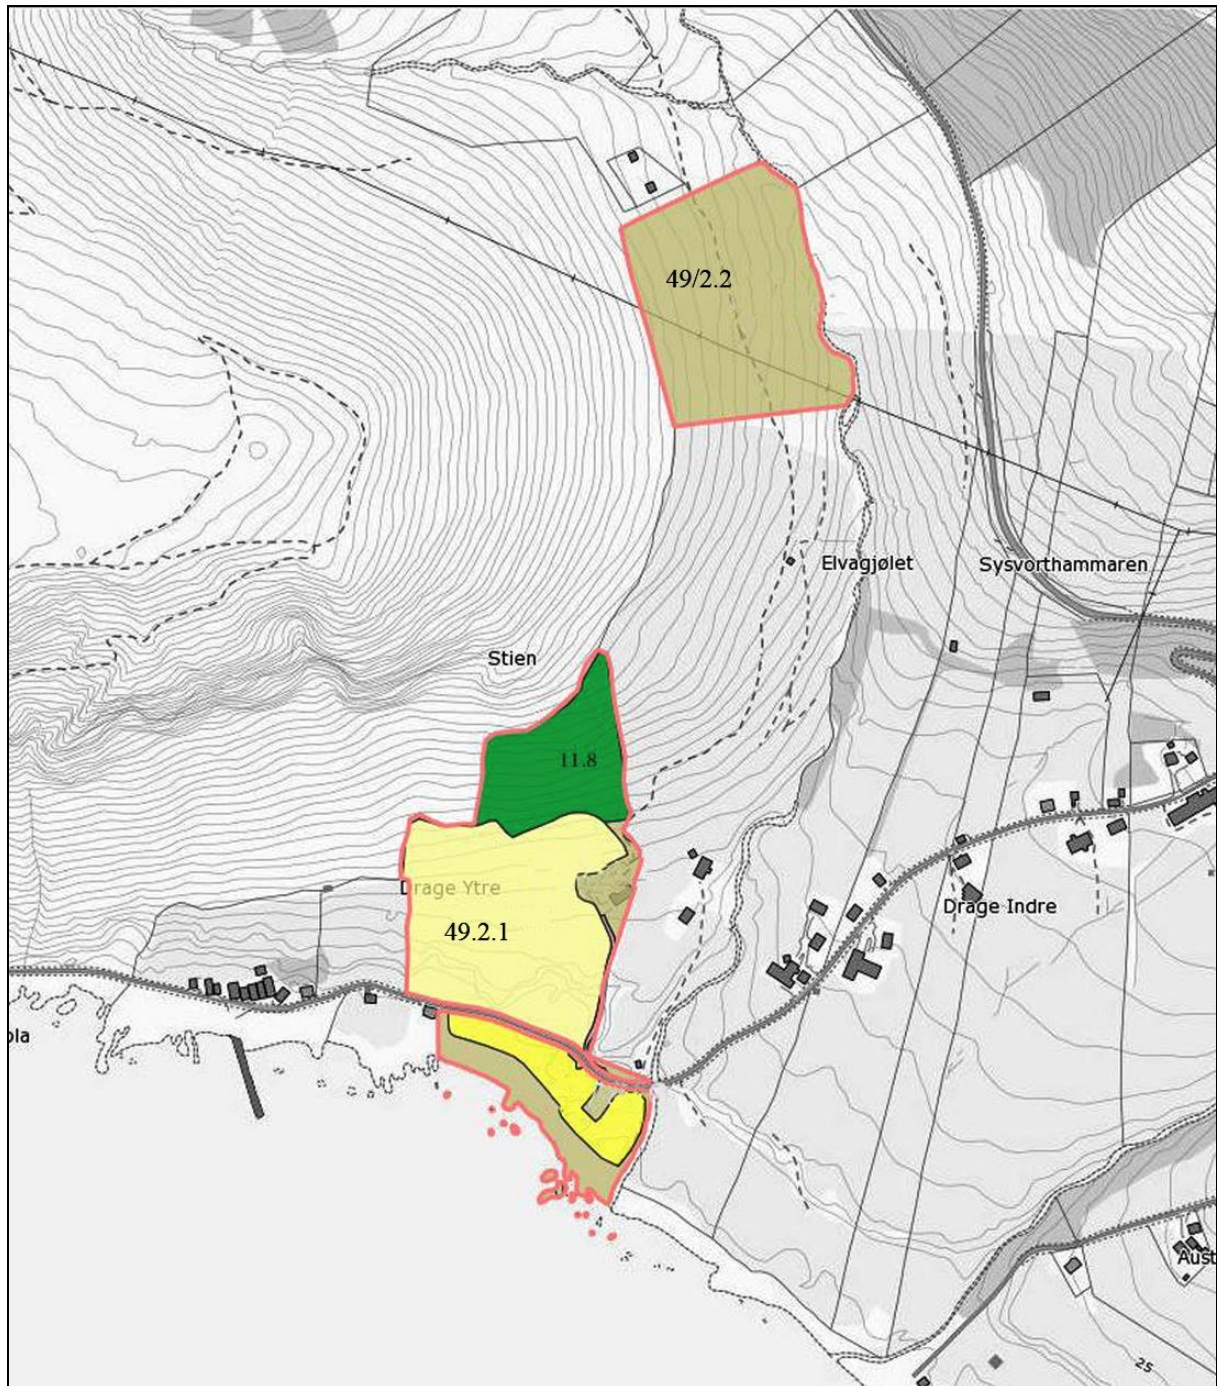 49/2.2
Elvagjølet
Sysvorthammaren
Stien
11.8
Drage Ytre
Drage Indre
49.2.1
ola
Aust
25